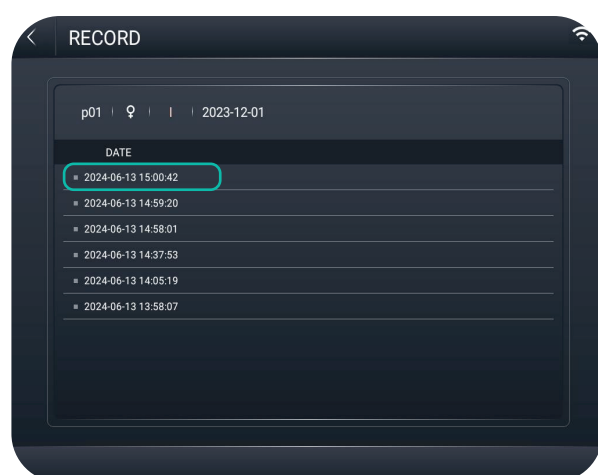 RECORD
p01 | ♀ | I | 2023-12-01
DATE
2024-06-13 15:00:42
2024-06-13 14:59:20
2024-06-13 14:58:01
2024-06-13 14:37:53
2024-06-13 14:05:19
2024-06-13 13:58:07